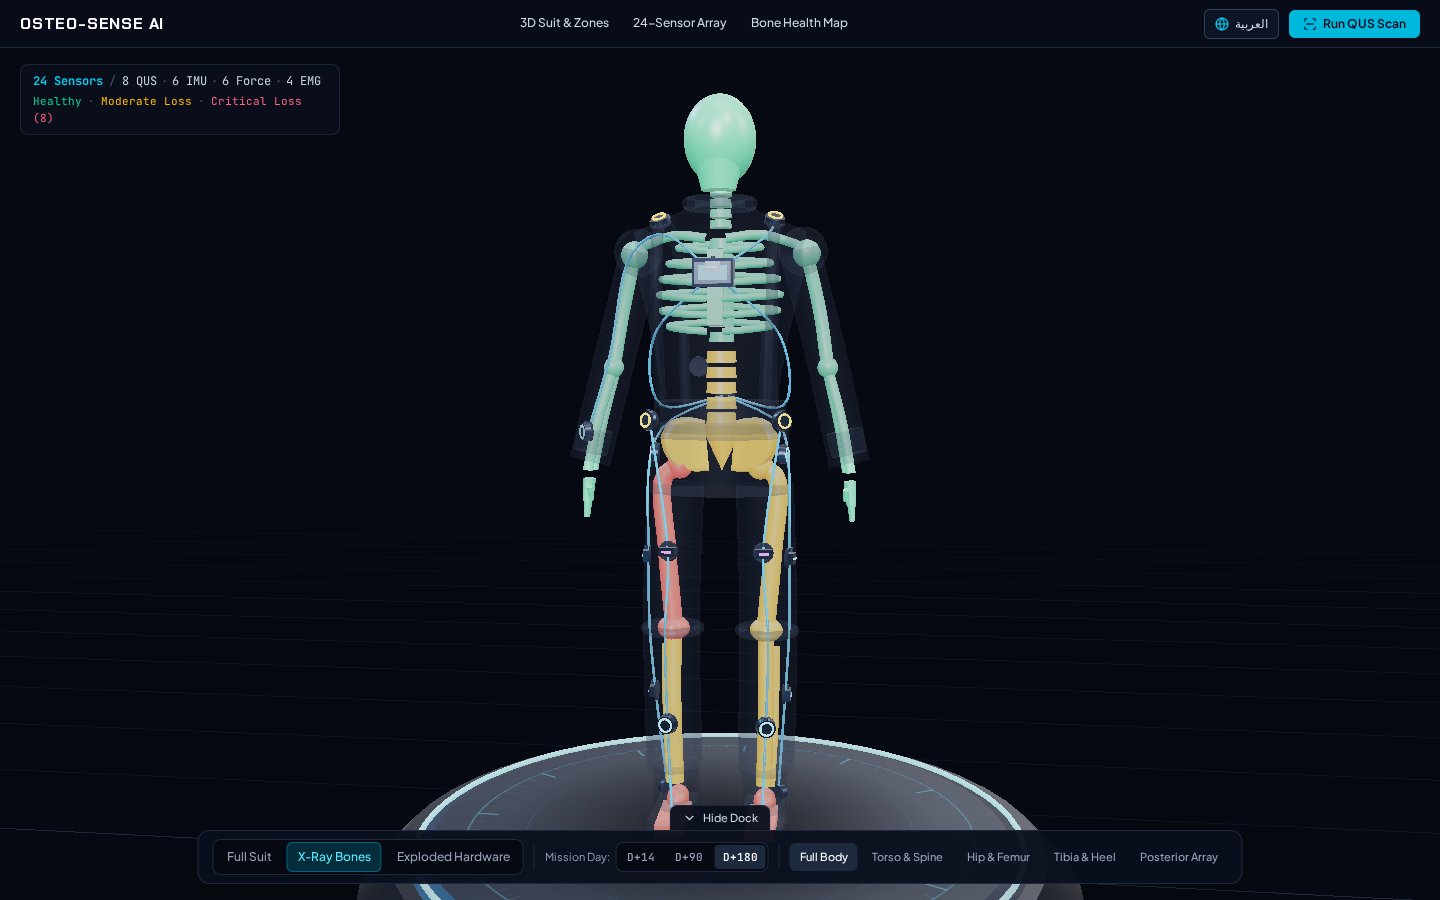 OSTEO-SENSE AI
3D Suit & Zones
24-Sensor Array
Bone Health Map
العربية
Run QUS Scan
24 Sensors / 8 QUS · 6 IMU · 6 Force · 4 EMG
Healthy · Moderate Loss · Critical Loss
(8)
Hide Dock
Full Suit
X-Ray Bones
Exploded Hardware
Mission Day:
D+14
D+90
D+180
Full Body
Torso & Spine
Hip & Femur
Tibia & Heel
Posterior Array